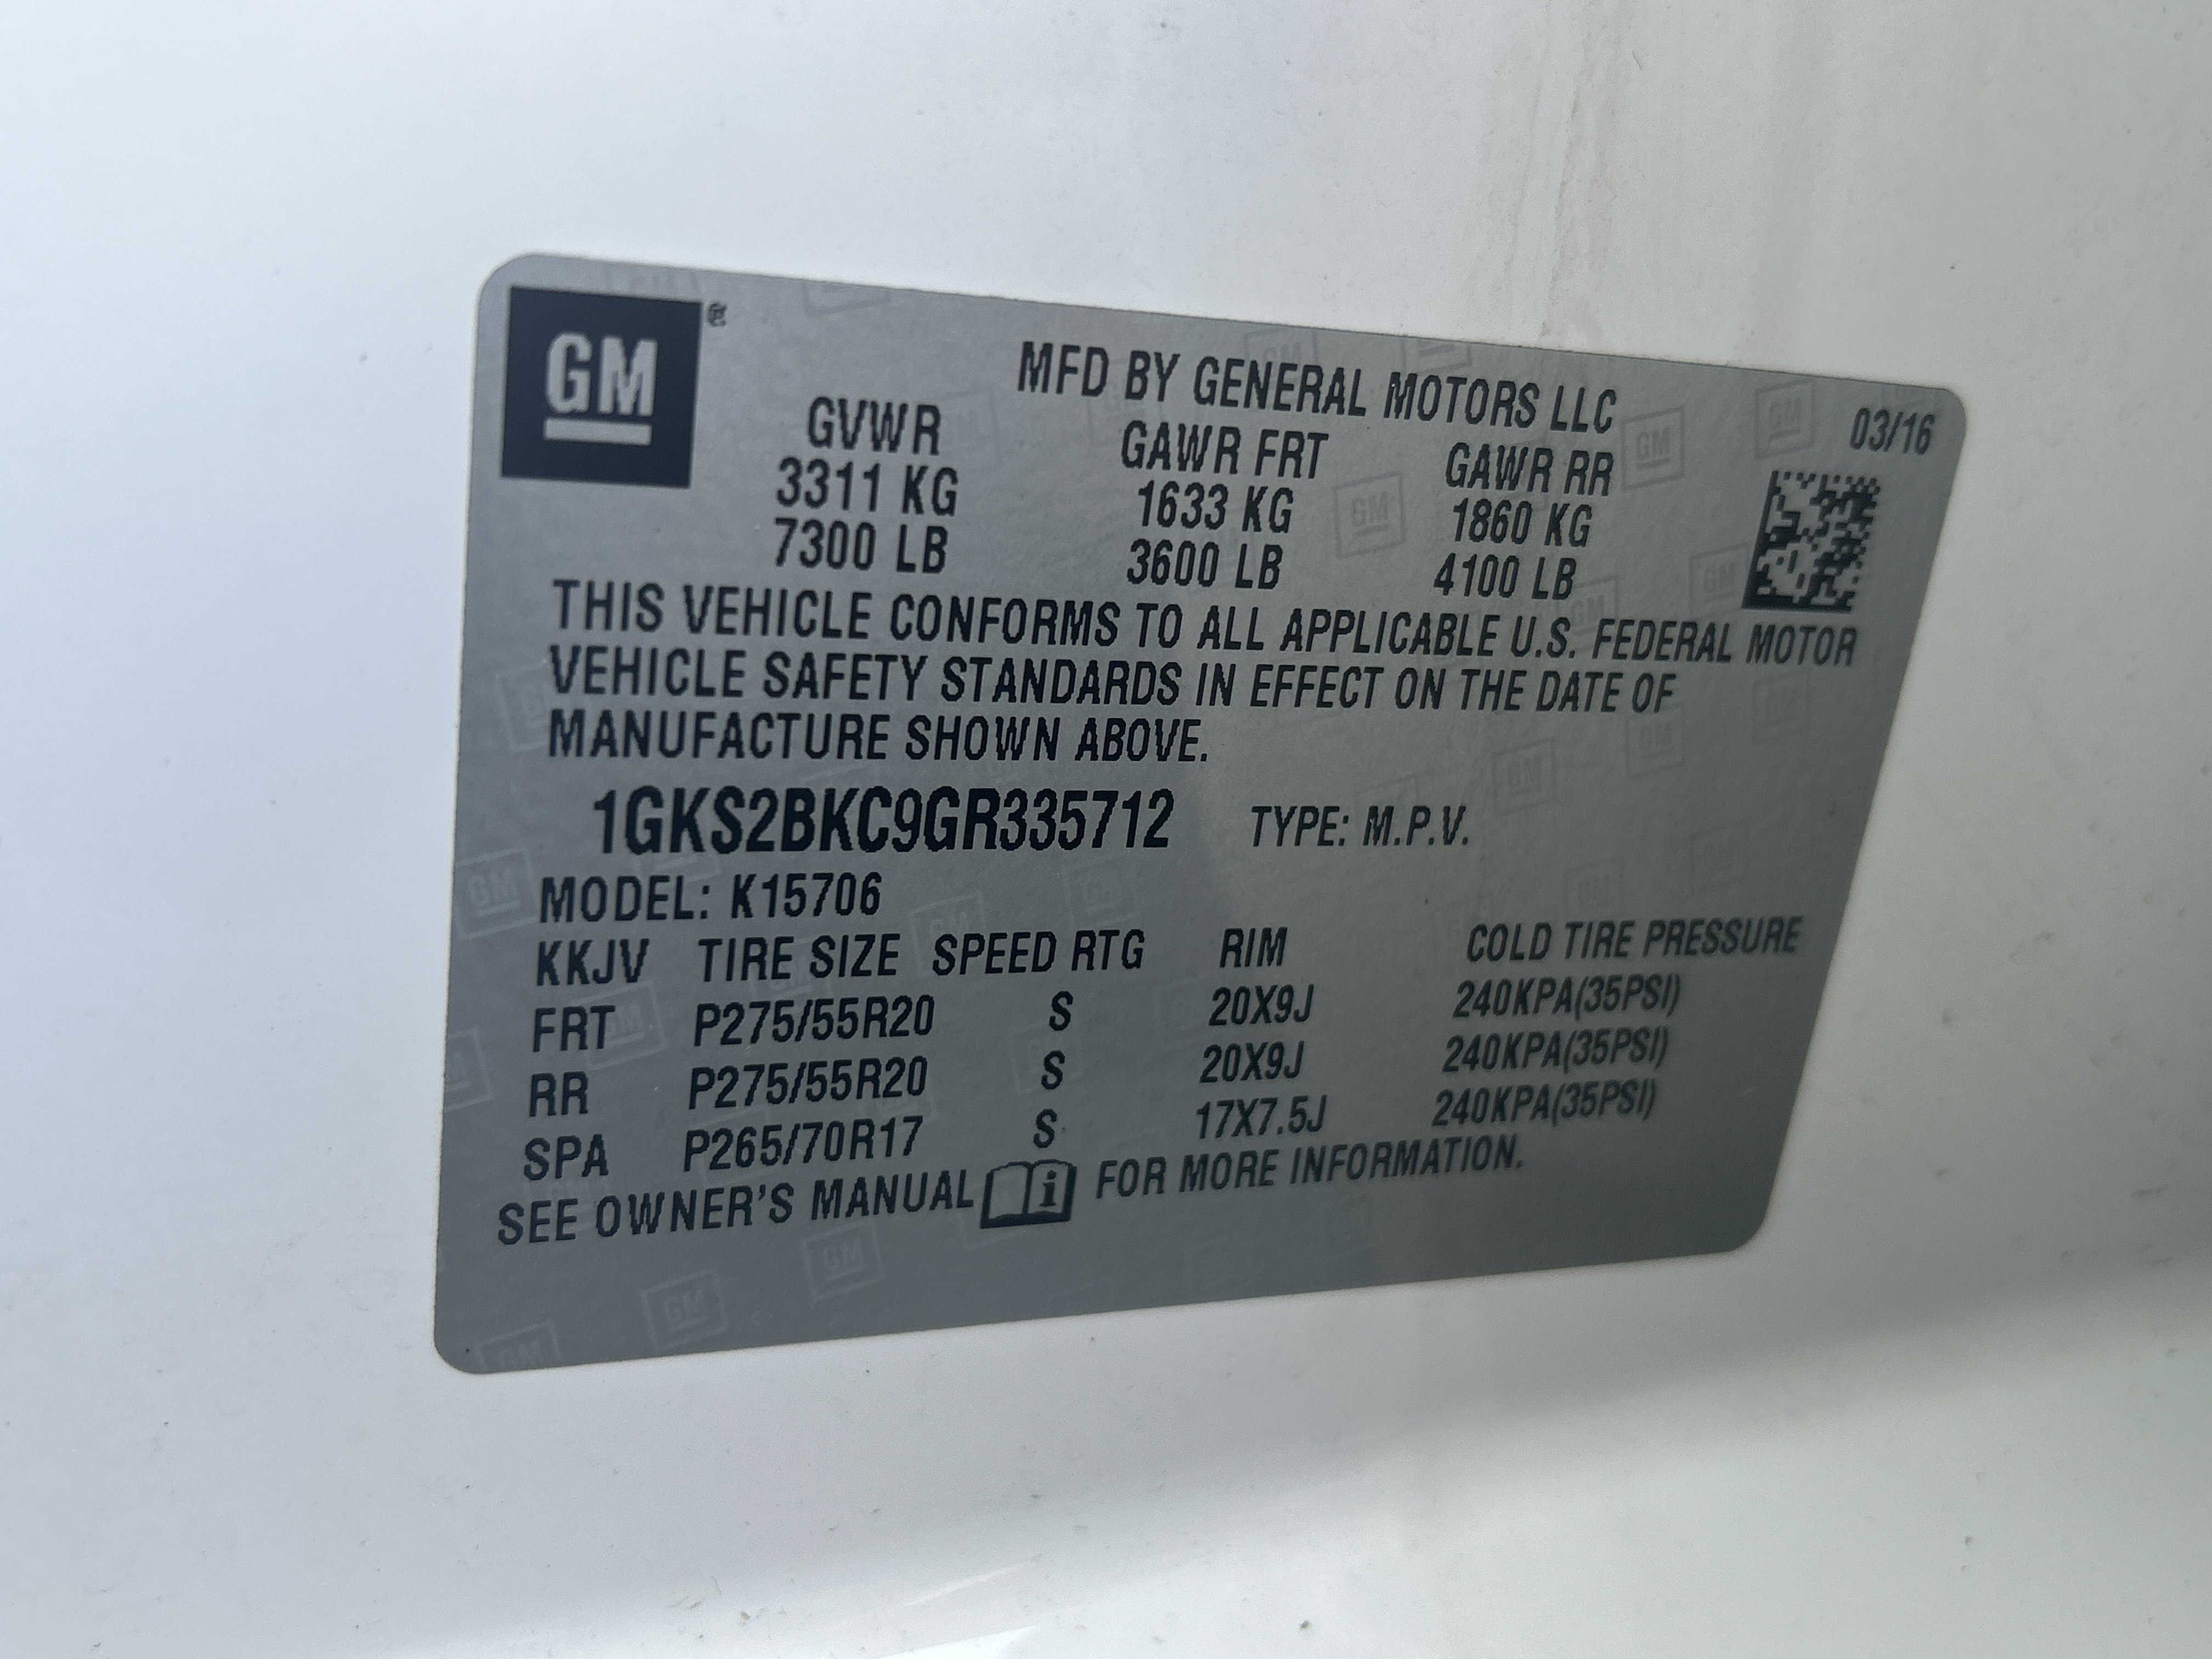 GM
MFD BY GENERAL MOTORS LLC
03/16
GVWR GAWR FRT GAWR RR
3311 KG 1633 KG 1860 KG
7300 LB 3600 LB 4100 LB
THIS VEHICLE CONFORMS TO ALL APPLICABLE U.S. FEDERAL MOTOR
VEHICLE SAFETY STANDARDS IN EFFECT ON THE DATE OF
MANUFACTURE SHOWN ABOVE.
1GKS2BKC9GR335712 TYPE: M.P.V.
MODEL: K15706
KKJV TIRE SIZE SPEED RTG RIM COLD TIRE PRESSURE
FRT P275/55R20 S 20X9J 240KPA(35PSI)
RR P275/55R20 S 20X9J 240KPA(35PSI)
SPA P265/70R17 S 17X7.5J 240KPA(35PSI)
SEE OWNER'S MANUAL i FOR MORE INFORMATION.